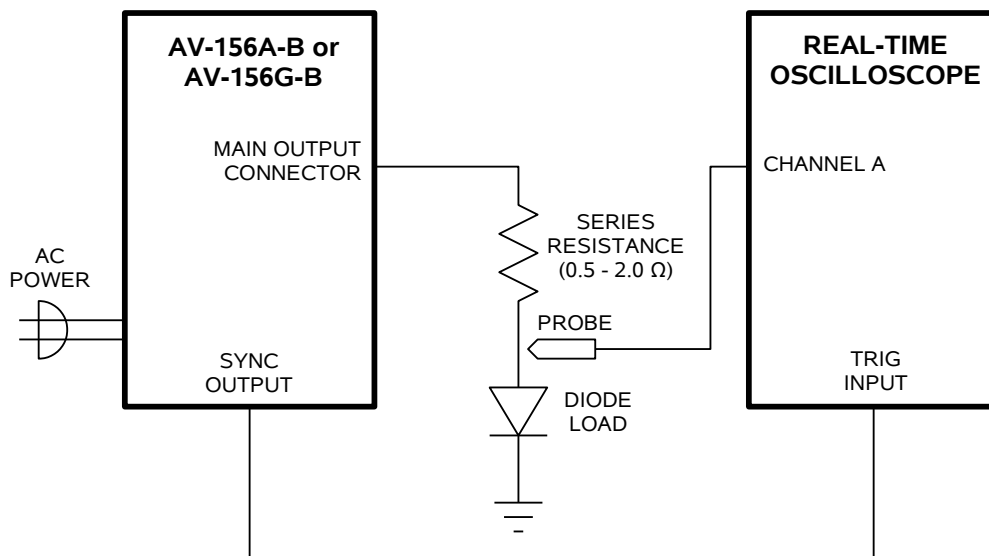 AV-156A-B or
AV-156G-B
MAIN OUTPUT
CONNECTOR
AC
POWER
SYNC
OUTPUT
SERIES
RESISTANCE
(0.5 - 2.0 Ω)
PROBE
DIODE
LOAD
REAL-TIME
OSCILLOSCOPE
CHANNEL A
TRIG
INPUT